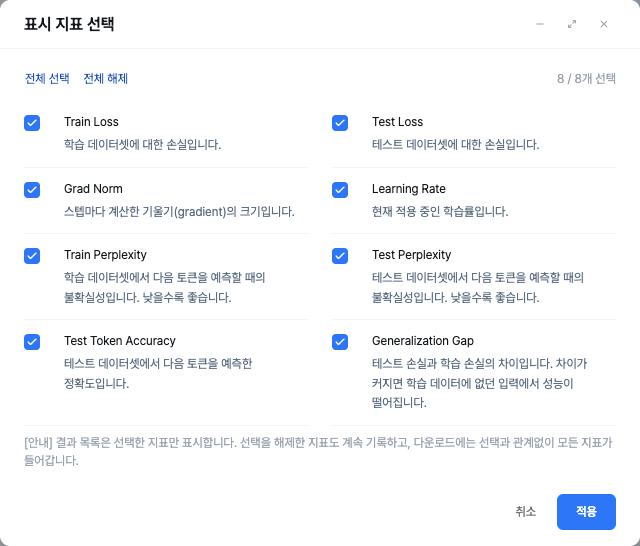 표시 지표 선택
전체 선택 전체 해제 8 / 8개 선택
Train Loss
학습 데이터셋에 대한 손실입니다.
Test Loss
테스트 데이터셋에 대한 손실입니다.
Grad Norm
스텝마다 계산한 기울기(gradient)의 크기입니다.
Learning Rate
현재 적용 중인 학습률입니다.
Train Perplexity
학습 데이터셋에서 다음 토큰을 예측할 때의
불확실성입니다. 낮을수록 좋습니다.
Test Perplexity
테스트 데이터셋에서 다음 토큰을 예측할 때의
불확실성입니다. 낮을수록 좋습니다.
Test Token Accuracy
테스트 데이터셋에서 다음 토큰을 예측한
정확도입니다.
Generalization Gap
테스트 손실과 학습 손실의 차이입니다. 차이가
커지면 학습 데이터에 없던 입력에서 성능이
떨어집니다.
[안내] 결과 목록은 선택한 지표만 표시합니다. 선택을 해제한 지표도 계속 기록하고, 다운로드에는 선택과 관계없이 모든 지표가
들어갑니다.
취소 적용